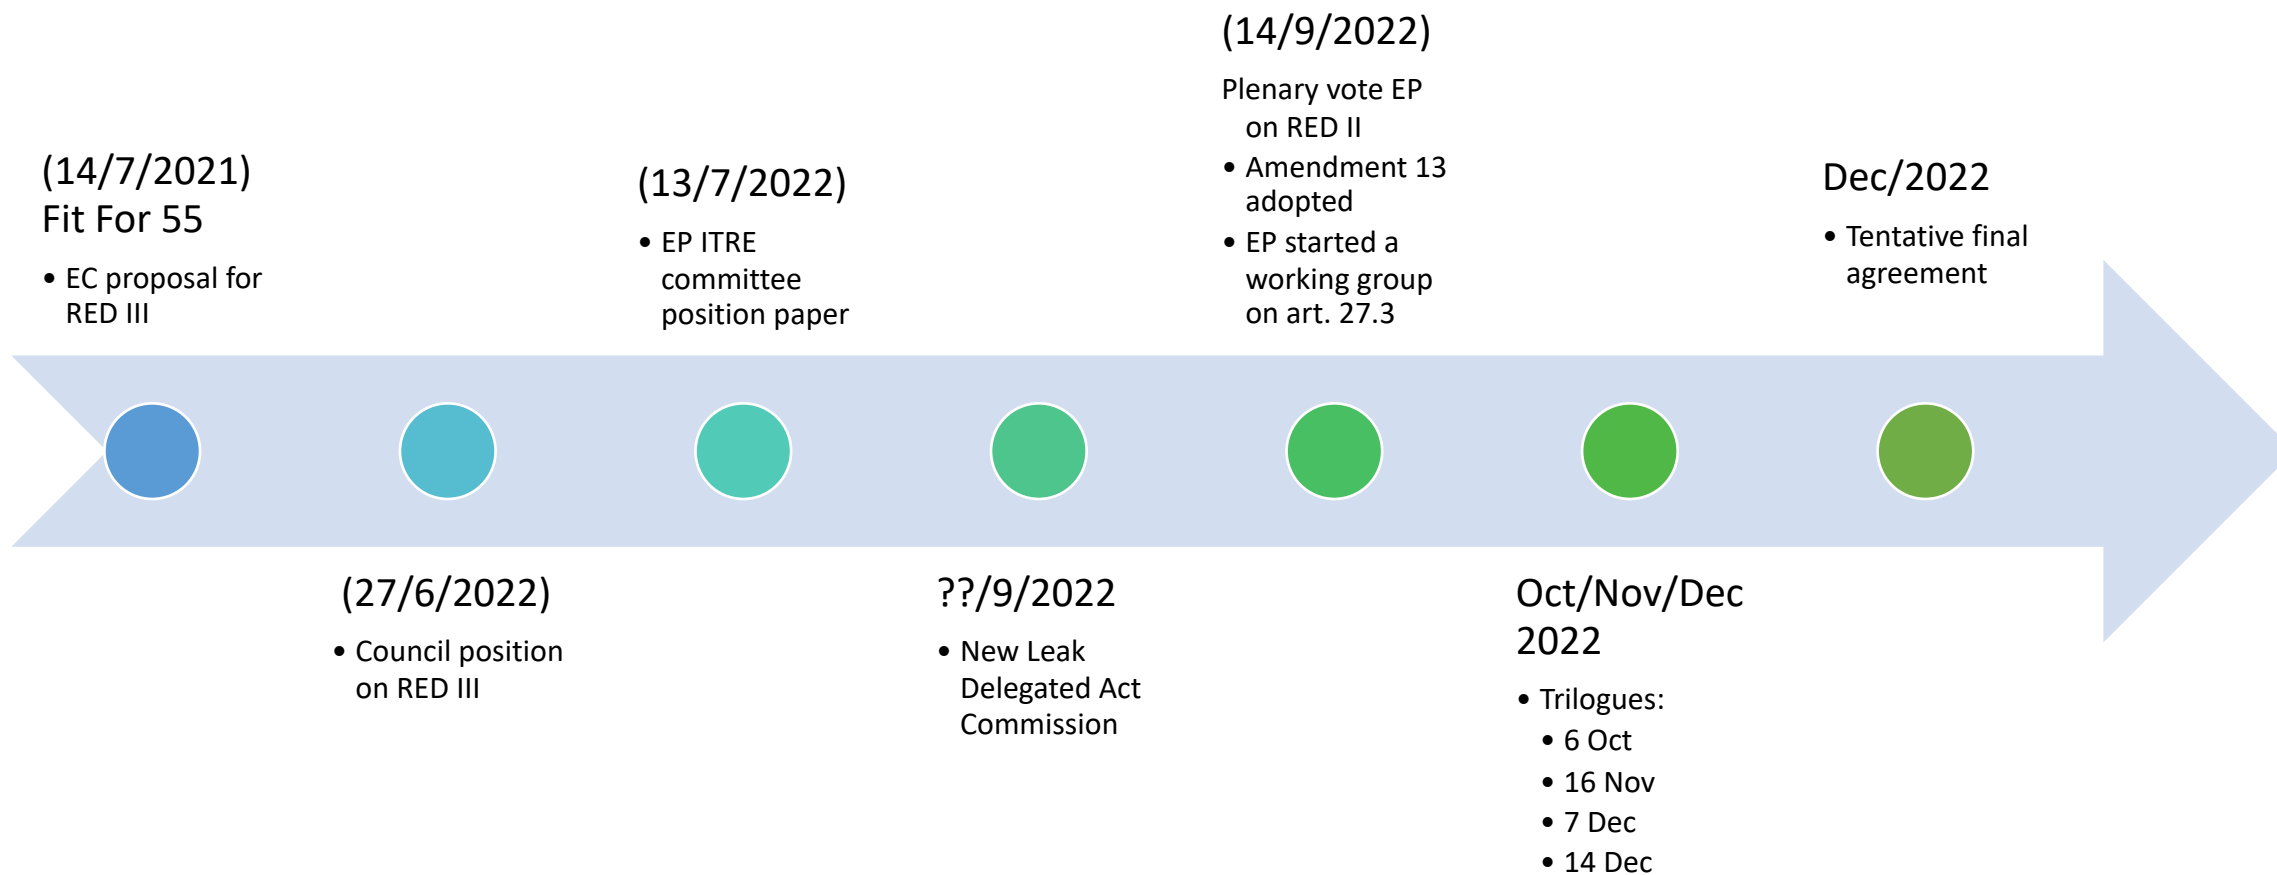 (14/7/2021)
Fit For 55
• EC proposal for
RED III
(27/6/2022)
• Council position
on RED III
(13/7/2022)
• EP ITRE
committee
position paper
??/9/2022
• New Leak
Delegated Act
Commission
(14/9/2022)
Plenary vote EP
on RED II
• Amendment 13
adopted
• EP started a
working group
on art. 27.3
Oct/Nov/Dec
2022
• Trilogues:
• 6 Oct
• 16 Nov
• 7 Dec
• 14 Dec
Dec/2022
• Tentative final
agreement